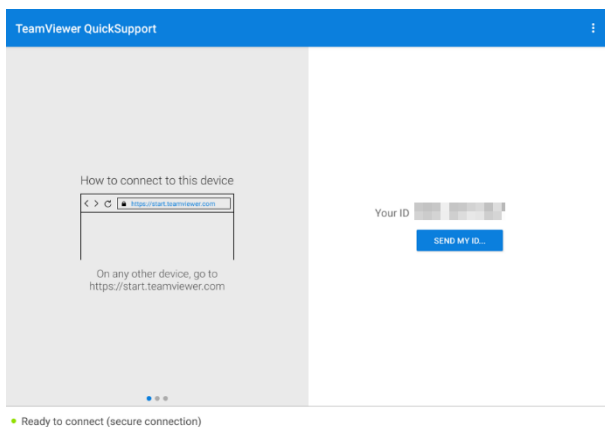 TeamViewer QuickSupport
How to connect to this device
https://start.teamviewer.com
On any other device, go to
https://start.teamviewer.com
Your ID
SEND MY ID...
Ready to connect (secure connection)